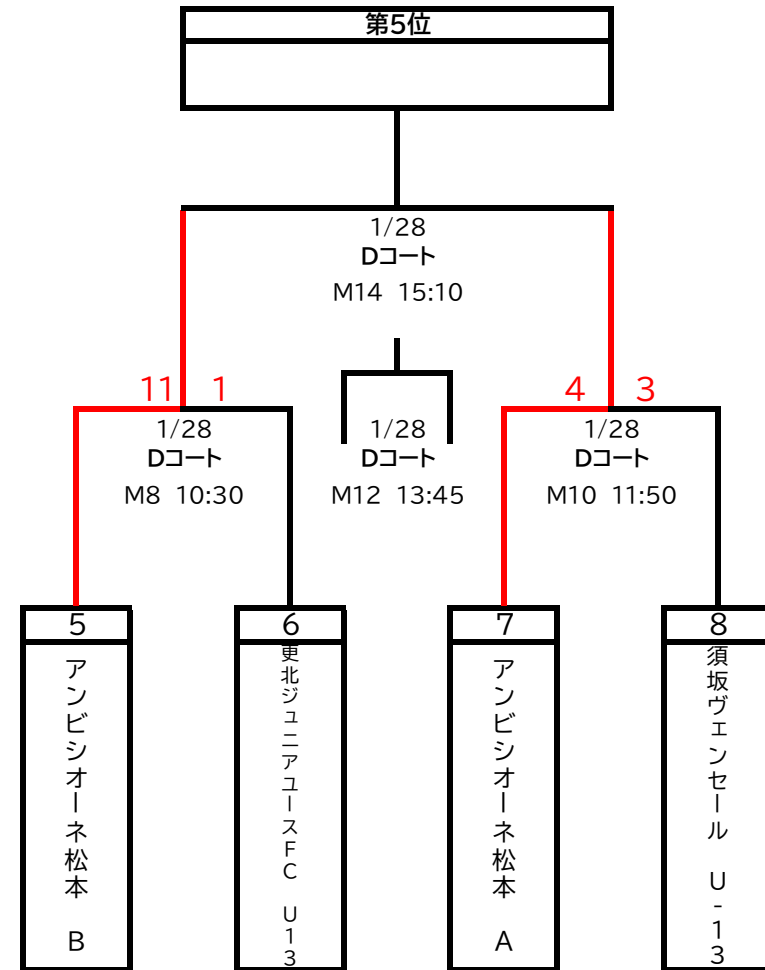 第5位
1/28
Dコート
M14 15:10
11 1
4 3
1/28
Dコート
M8 10:30
1/28
Dコート
M12 13:45
1/28
Dコート
M10 11:50
5
アンビシオーネ松本 B
6
更北ジュニアユースFC U13
7
アンビシオーネ松本 A
8
須坂ヴェンセール U-13